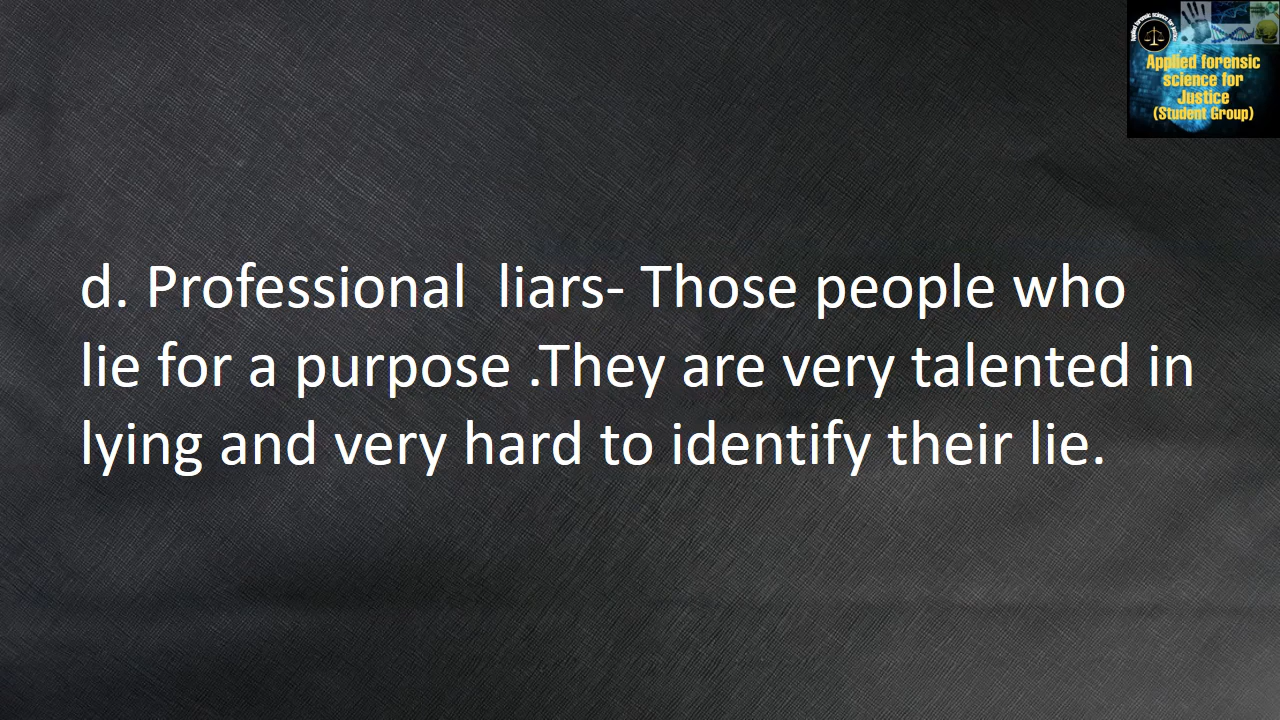 Applied forensic
science for
Justice
(Student Group)
d. Professional  liars- Those people who
lie for a purpose .They are very talented in
lying and very hard to identify their lie.